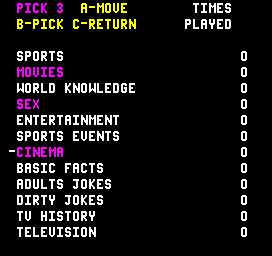 PICK 3 A-MOVE TIMES
B-PICK C-RETURN PLAYED
SPORTS 0
MOVIES 0
WORLD KNOWLEDGE 0
SEX 0
ENTERTAINMENT 0
SPORTS EVENTS 0
-CINEMA 0
BASIC FACTS 0
ADULTS JOKES 0
DIRTY JOKES 0
TV HISTORY 0
TELEVISION 0